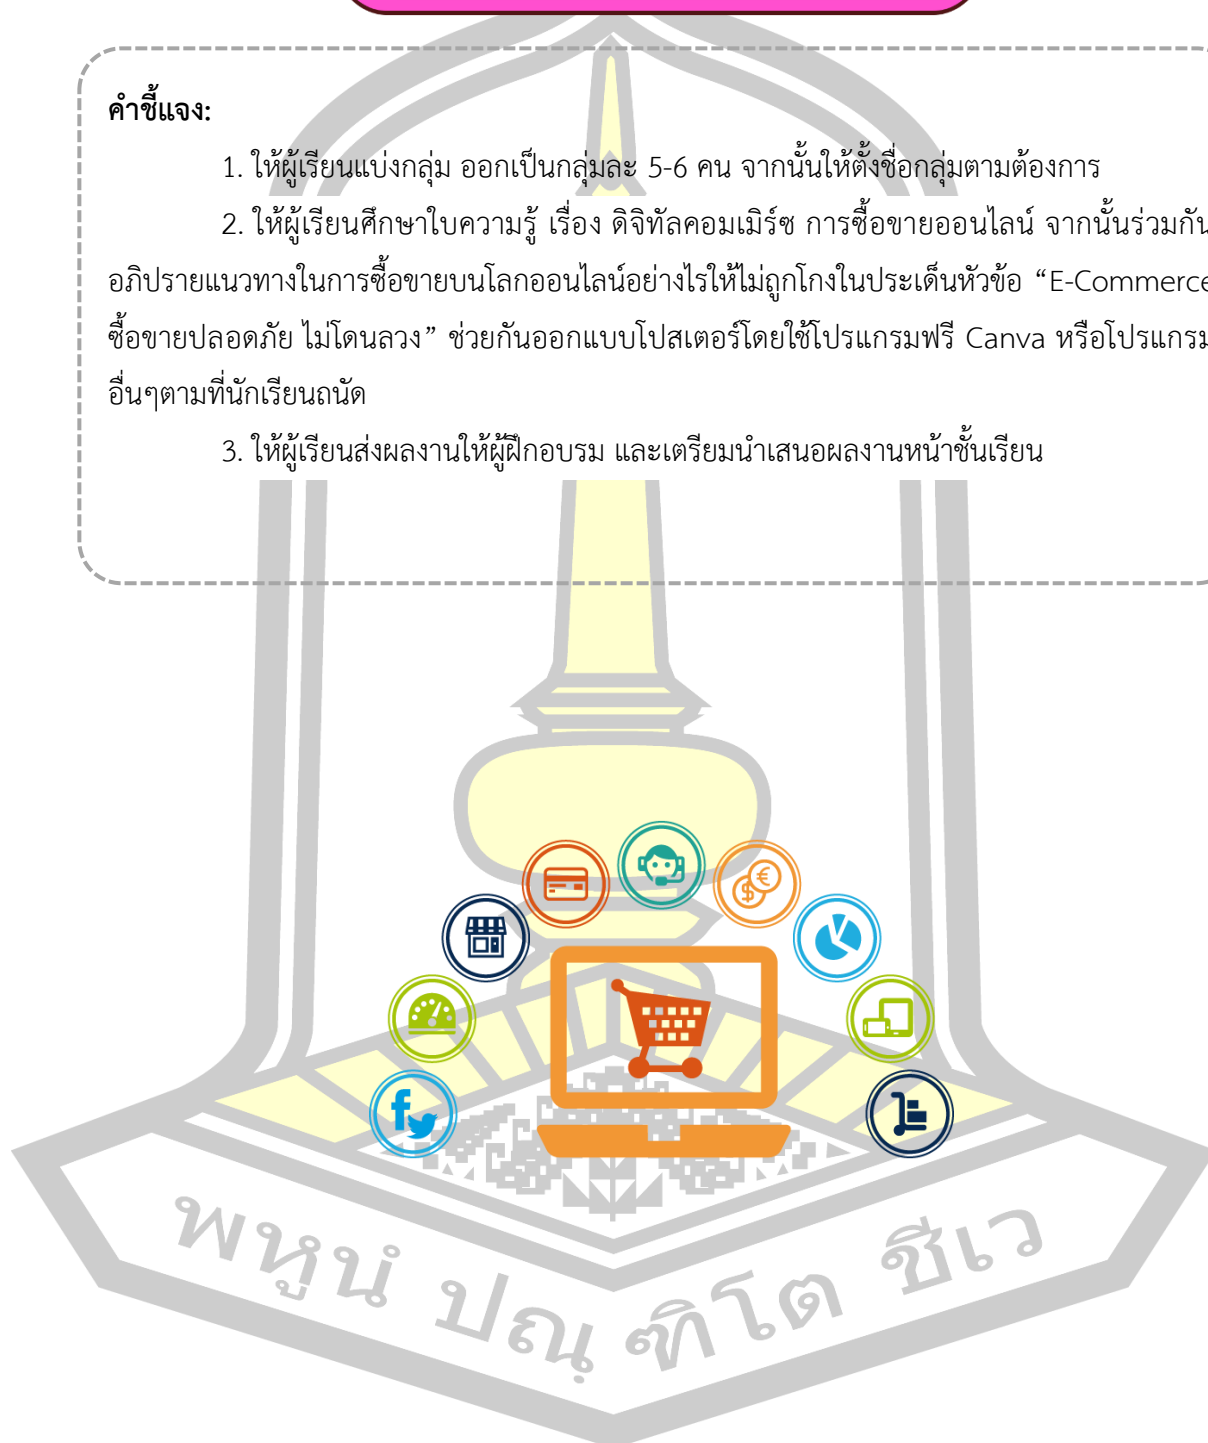 คำชี้แจง:
1. ให้ผู้เรียนแบ่งกลุ่ม ออกเป็นกลุ่มละ 5-6 คน จากนั้นให้ตั้งชื่อกลุ่มตามต้องการ
2. ให้ผู้เรียนศึกษาใบความรู้ เรื่อง ดิจิทัลคอมเมิร์ซ การซื้อขายออนไลน์ จากนั้นร่วมกัน
อภิปรายแนวทางในการซื้อขายบนโลกออนไลน์อย่างไรให้ไม่ถูกโกงในประเด็นหัวข้อ “E-Commerce
ซื้อขายปลอดภัย ไม่โดนลวง” ช่วยกันออกแบบโปสเตอร์โดยใช้โปรแกรมฟรี Canva หรือโปรแกรม
อื่นๆตามที่นักเรียนถนัด
3. ให้ผู้เรียนส่งผลงานให้ผู้ฝึกอบรม และเตรียมนำเสนอผลงานหน้าชั้นเรียน
พหูนํ ปณฺฑิโต ชีเว